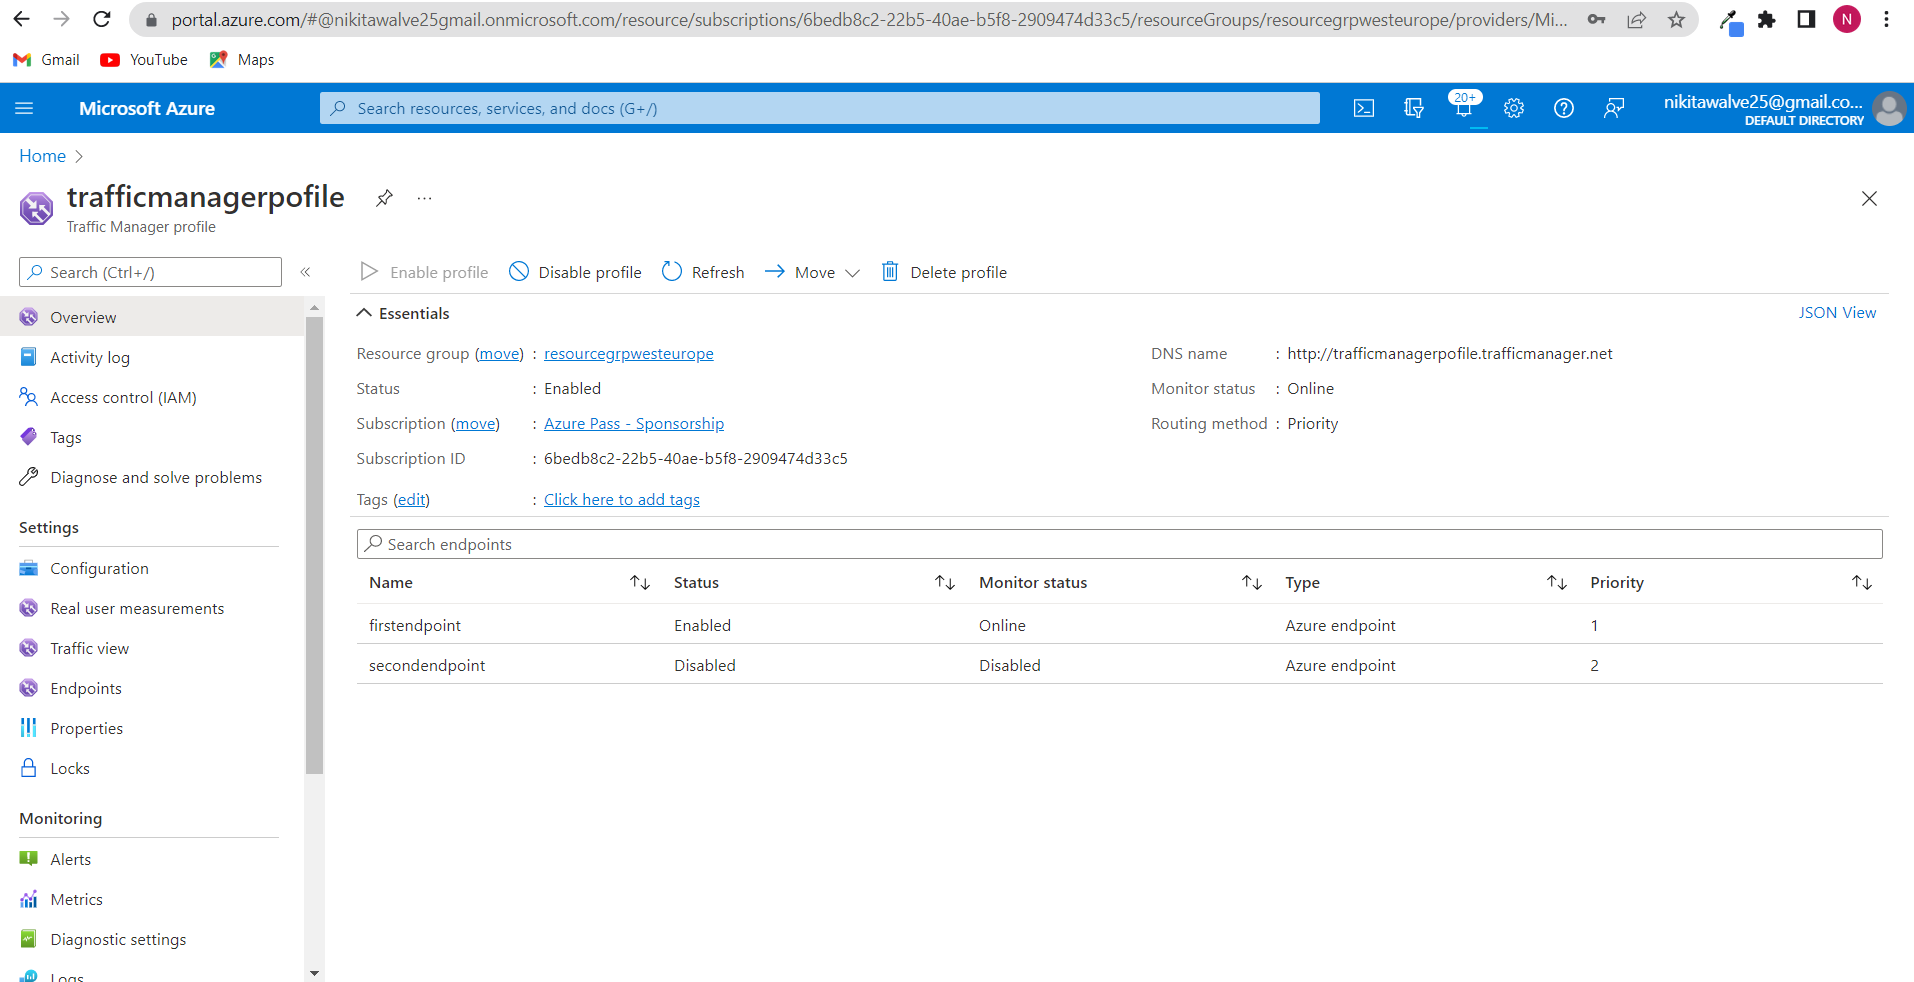 portal.azure.com/#@nikitawalve25gmail.onmicrosoft.com/resource/subscriptions/6bedb8c2-22b5-40ae-b5f8-2909474d33c5/resourceGroups/resourcegrpwesteurope/providers/Mi...
N
Gmail YouTube Maps
Microsoft Azure
Search resources, services, and docs (G+/)
20+
nikitawalve25@gmail.co...
DEFAULT DIRECTORY
Home
trafficmanagerpofile ...
Traffic Manager profile
Search (Ctrl+/) «
Enable profile Disable profile Refresh Move Delete profile
Overview
Activity log
Access control (IAM)
Tags
Diagnose and solve problems
Settings
Configuration
Real user measurements
Traffic view
Endpoints
Properties
Locks
Monitoring
Alerts
Metrics
Diagnostic settings
Logs
Essentials JSON View
Resource group (move) : resourcegrpwesteurope
Status : Enabled
Subscription (move) : Azure Pass - Sponsorship
Subscription ID : 6bedb8c2-22b5-40ae-b5f8-2909474d33c5
Tags (edit) : Click here to add tags
DNS name : http://trafficmanagerpofile.trafficmanager.net
Monitor status : Online
Routing method : Priority
Search endpoints
Name Status Monitor status Type Priority
firstendpoint Enabled Online Azure endpoint 1
secondendpoint Disabled Disabled Azure endpoint 2